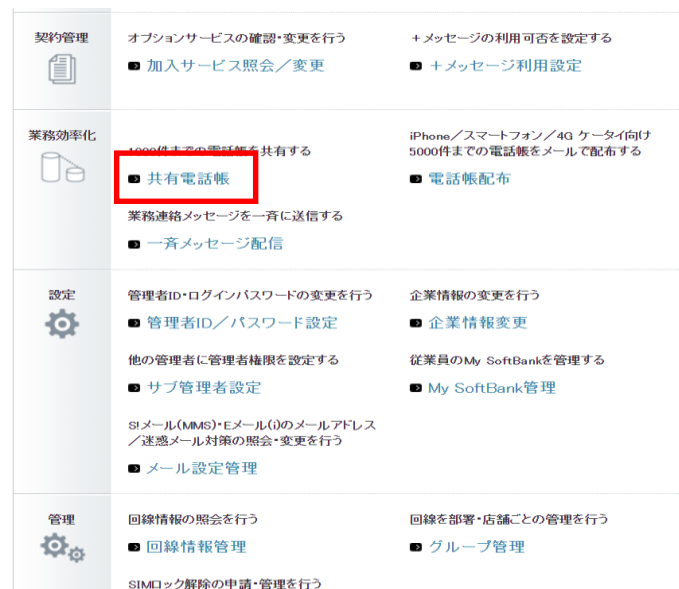 契約管理
オプションサービスの確認・変更を行う
加入サービス照会／変更
+メッセージの利用可否を設定する
+メッセージ利用設定
業務効率化
1000件までの電話帳を共有する
共有電話帳
iPhone／スマートフォン／4G ケータイ向け
5000件までの電話帳をメールで配布する
電話帳配布
業務連絡メッセージを一斉に送信する
一斉メッセージ配信
設定
管理者ID・ログインパスワードの変更を行う
管理者ID／パスワード設定
企業情報の変更を行う
企業情報変更
他の管理者に管理者権限を設定する
サブ管理者設定
従業員のMy SoftBankを管理する
My SoftBank管理
S!メール(MMS)・Eメール(i)のメールアドレス
／迷惑メール対策の照会・変更を行う
メール設定管理
管理
回線情報の照会を行う
回線情報管理
回線を部署・店舗ごとの管理を行う
グループ管理
SIMロック解除の申請・管理を行う